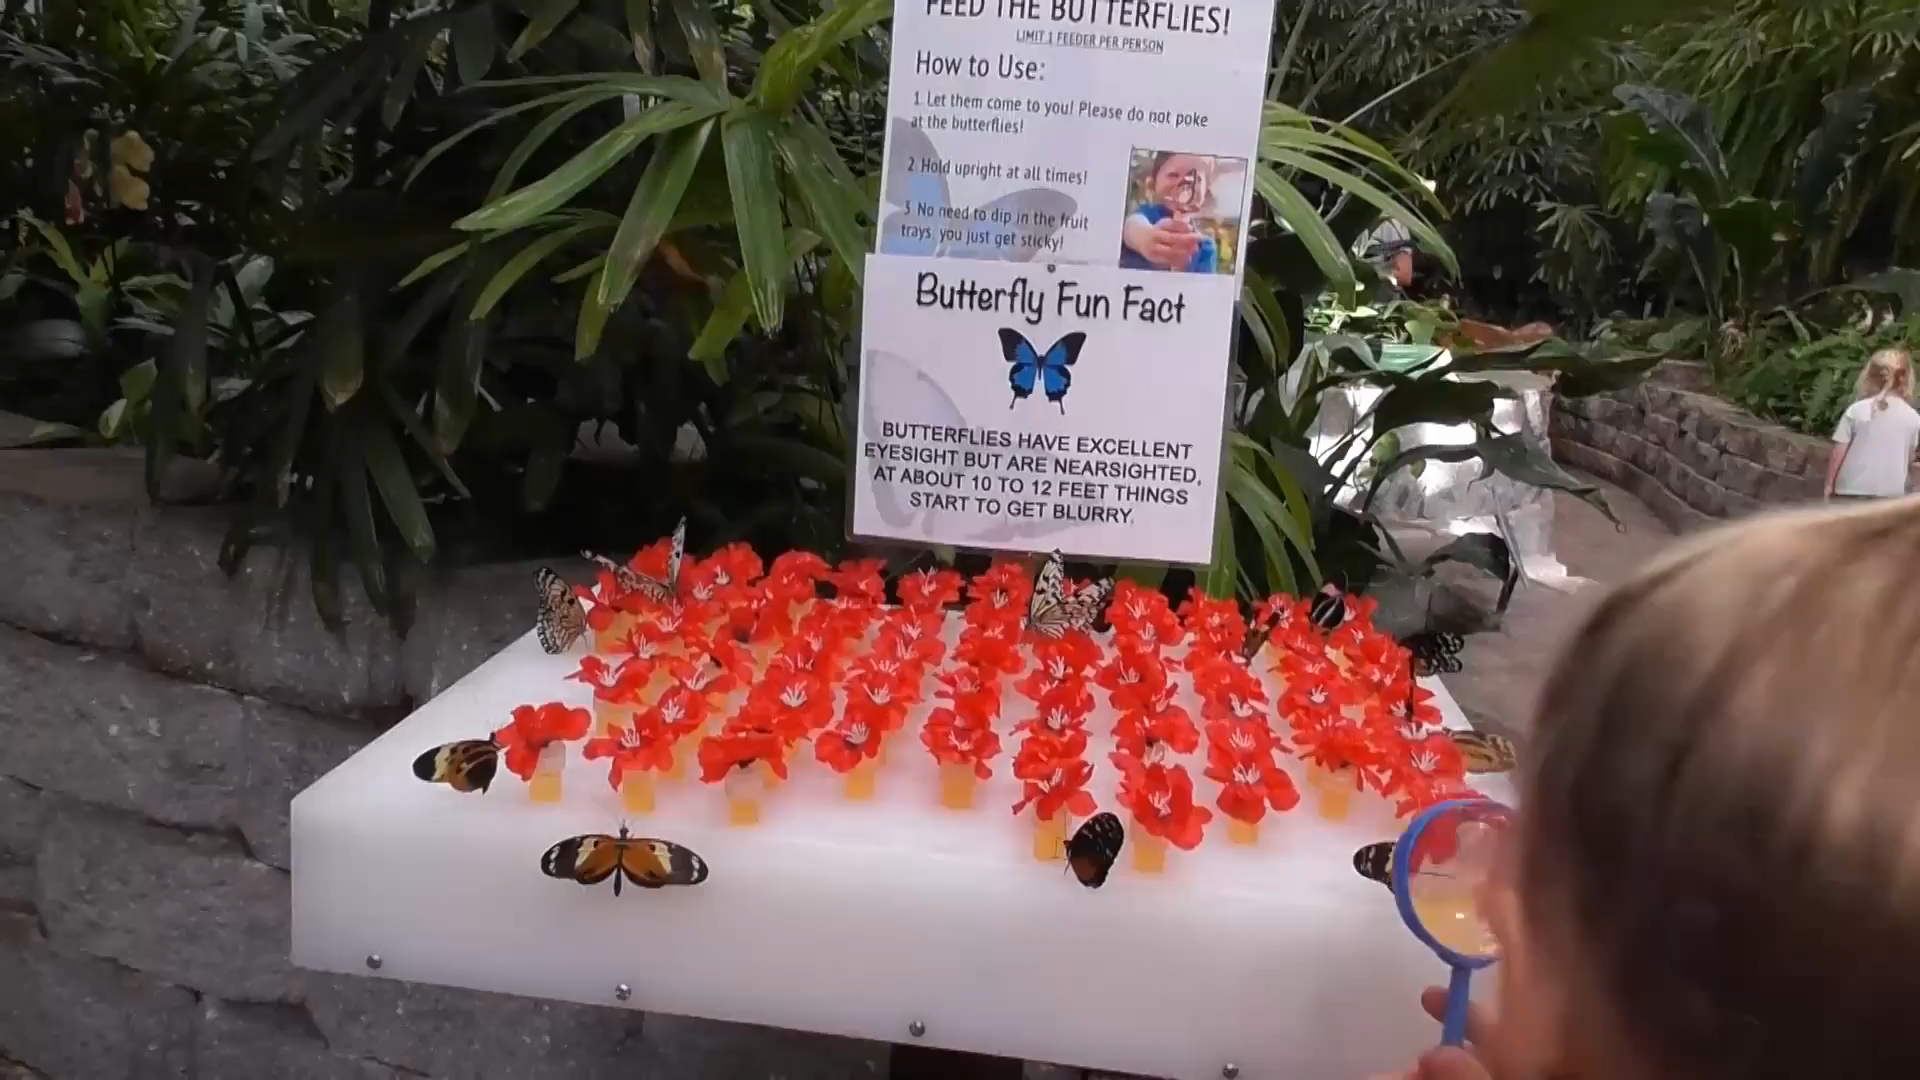 FEED THE BUTTERFLIES!
LIMIT 1 FEEDER PER PERSON
How to Use:
1. Let them come to you! Please do not poke
at the butterflies!
2. Hold upright at all times!
3 No need to dip in the fruit
trays, you just get sticky!
Butterfly Fun Fact
BUTTERFLIES HAVE EXCELLENT
EYESIGHT BUT ARE NEARSIGHTED,
AT ABOUT 10 TO 12 FEET THINGS
START TO GET BLURRY.